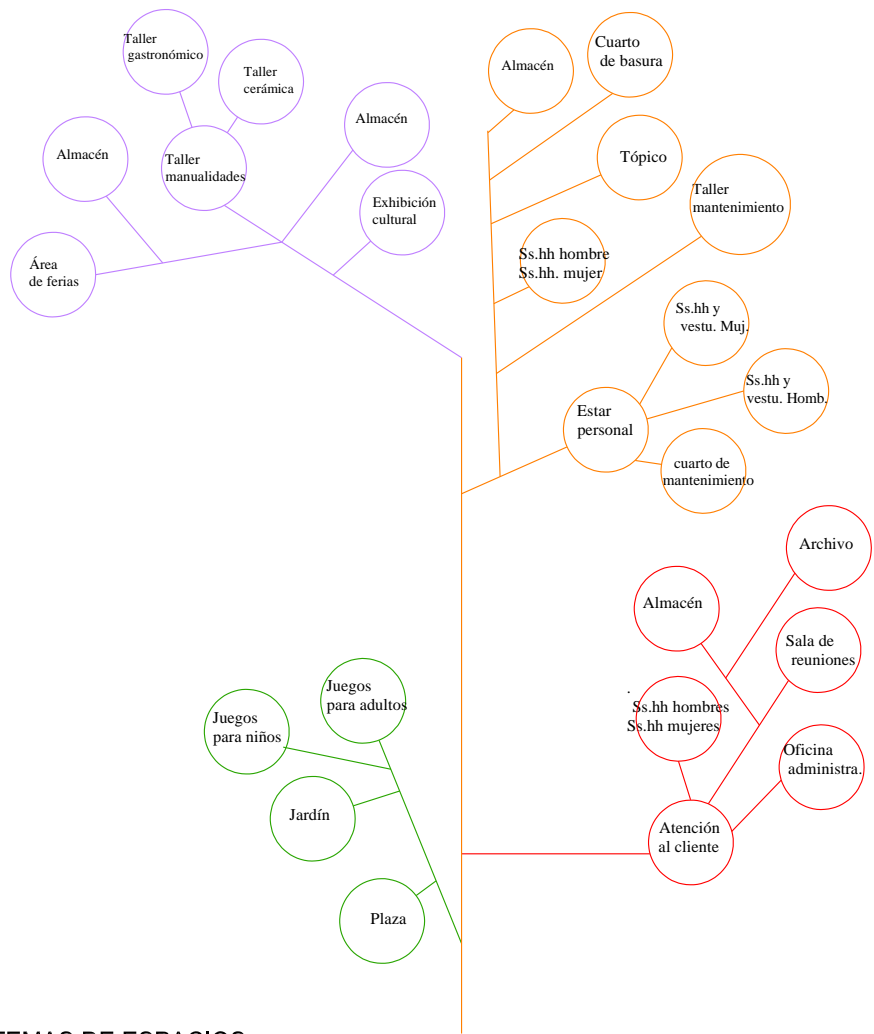 Taller
gastronómico
Taller
cerámica
Almacén
Almacén
Taller
manualidades
Exhibición
cultural
Área
de ferias
Almacén
Cuarto
de basura
Tópico
Taller
mantenimiento
Ss.hh hombre
Ss.hh. mujer
Ss.hh y
vestu. Muj.
Ss.hh y
vestu. Homb.
Estar
personal
cuarto de
mantenimiento
Archivo
Almacén
Sala de
reuniones
.
Ss.hh hombres
Ss.hh mujeres
Oficina
administra.
Atención
al cliente
Juegos
para adultos
Juegos
para niños
Jardín
Plaza